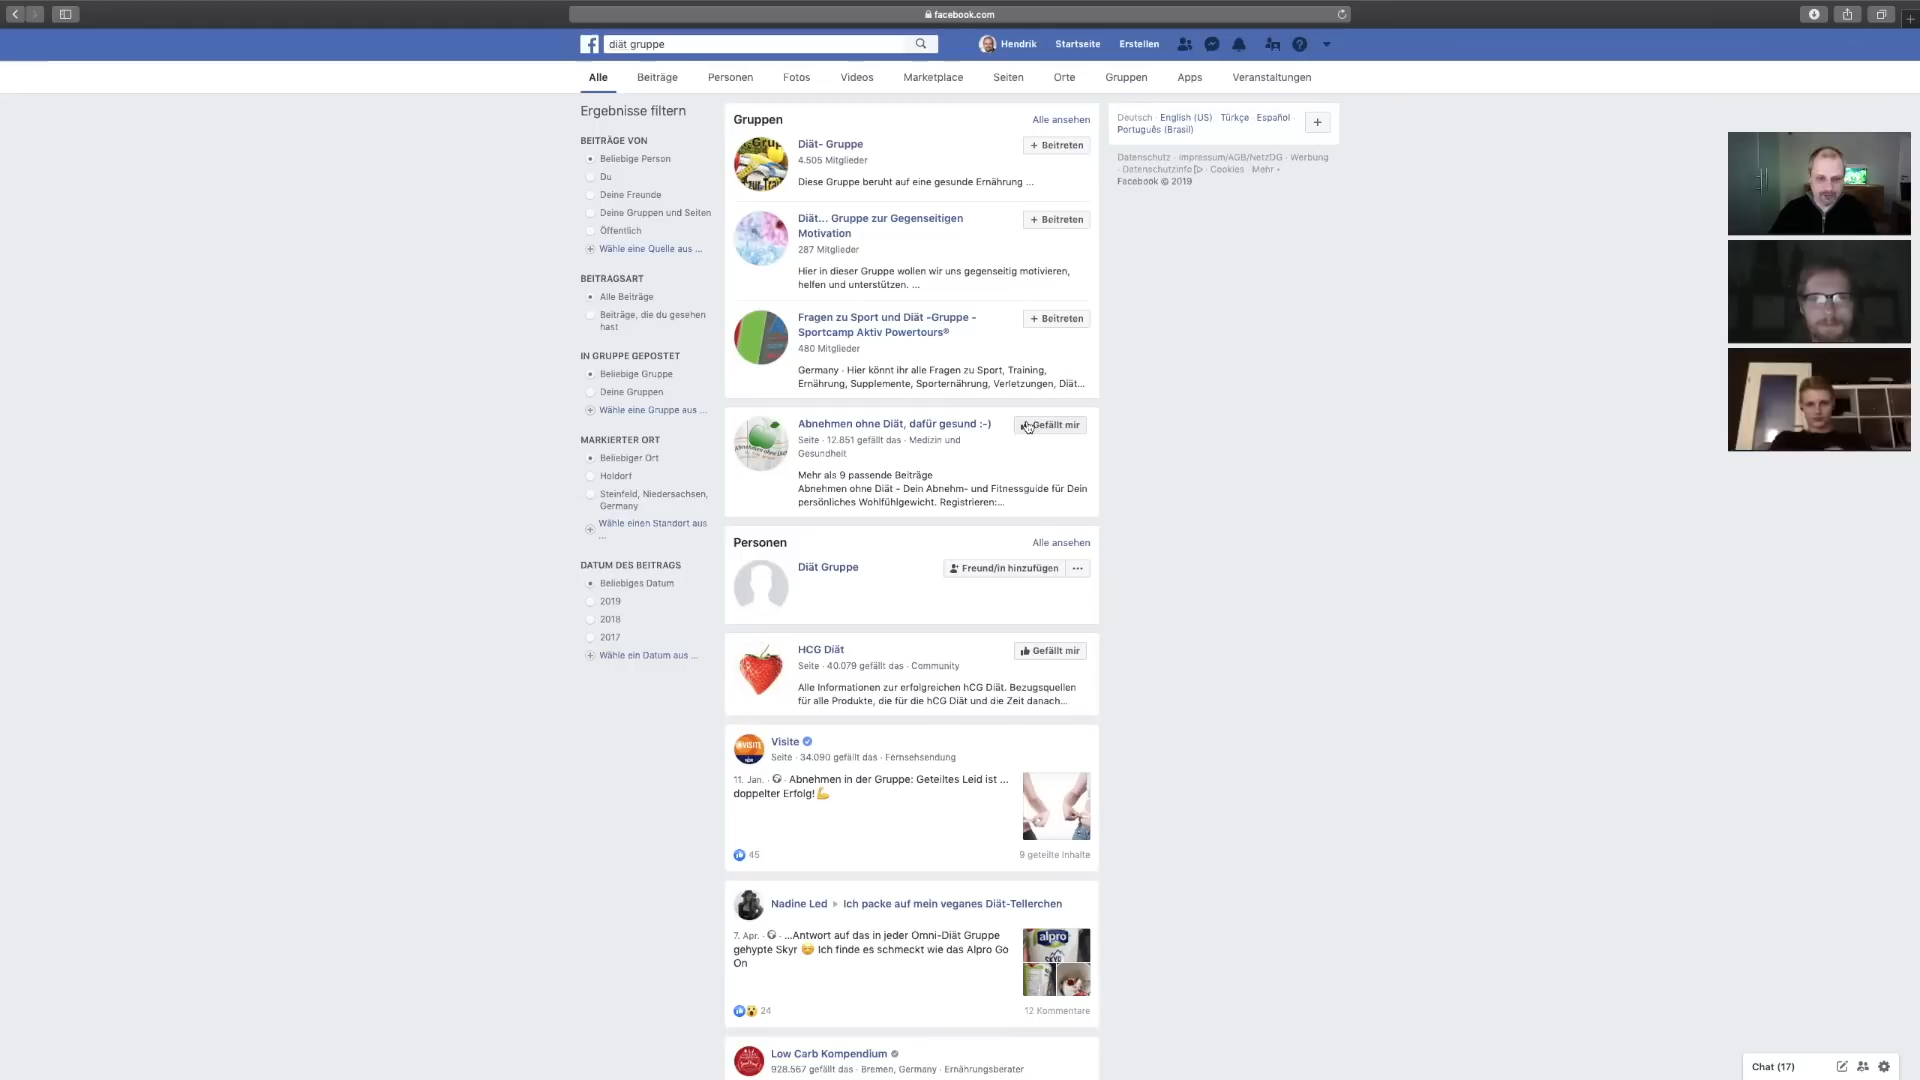 facebook.com
diät gruppe
Hendrik Startseite Erstellen
Alle Beiträge Personen Fotos Videos Marketplace Seiten Orte Gruppen Apps Veranstaltungen
Ergebnisse filtern
BEITRÄGE VON
Beliebige Person
Du
Deine Freunde
Deine Gruppen und Seiten
Öffentlich
Wähle eine Quelle aus ...
BEITRAGSART
Alle Beiträge
Beiträge, die du gesehen
hast
IN GRUPPE GEPOSTET
Beliebige Gruppe
Deine Gruppen
Wähle eine Gruppe aus ...
MARKIERTER ORT
Beliebiger Ort
Holdorf
Steinfeld, Niedersachsen,
Germany
Wähle einen Standort aus
...
DATUM DES BEITRAGS
Beliebiges Datum
2019
2018
2017
Wähle ein Datum aus ...
Gruppen Alle ansehen
Diät- Gruppe
Beitreten
4.505 Mitglieder
Diese Gruppe beruht auf eine gesunde Ernährung ...
Diät... Gruppe zur Gegenseitigen
Motivation
Beitreten
287 Mitglieder
Hier in dieser Gruppe wollen wir uns gegenseitig motivieren,
helfen und unterstützen. ...
Fragen zu Sport und Diät -Gruppe -
Sportcamp Aktiv Powertours®
Beitreten
480 Mitglieder
Germany · Hier könnt ihr alle Fragen zu Sport, Training,
Ernährung, Supplemente, Sporternährung, Verletzungen, Diät...
Abnehmen ohne Diät, dafür gesund :-)
Gefällt mir
Seite · 12.851 gefällt das · Medizin und
Gesundheit
Mehr als 9 passende Beiträge
Abnehmen ohne Diät - Dein Abnehm- und Fitnessguide für Dein
persönliches Wohlfühlgewicht. Registrieren:...
Personen Alle ansehen
Diät Gruppe
Freund/in hinzufügen
HCG Diät
Gefällt mir
Seite · 40.079 gefällt das · Community
Alle Informationen zur erfolgreichen hCG Diät. Bezugsquellen
für alle Produkte, die für die hCG Diät und die Zeit danach...
VISITE
Visite
Seite · 34.090 gefällt das · Fernsehsendung
11. Jan. · Abnehmen in der Gruppe: Geteiltes Leid ist ...
doppelter Erfolg!💪
45
9 geteilte Inhalte
Nadine Led ▸ Ich packe auf mein veganes Diät-Tellerchen
7. Apr. · ...Antwort auf das in jeder Omni-Diät Gruppe
gehypte Skyr 😊 Ich finde es schmeckt wie das Alpro Go
On
alpro
SKYR
24
12 Kommentare
Low Carb Kompendium
928.567 gefällt das · Bremen, Germany · Ernährungsberater
Deutsch · English (US) · Türkçe · Español ·
Português (Brasil)
Datenschutz · Impressum/AGB/NetzDG · Werbung
· Datenschutzinfo · Cookies · Mehr
Facebook © 2019
Chat (17)